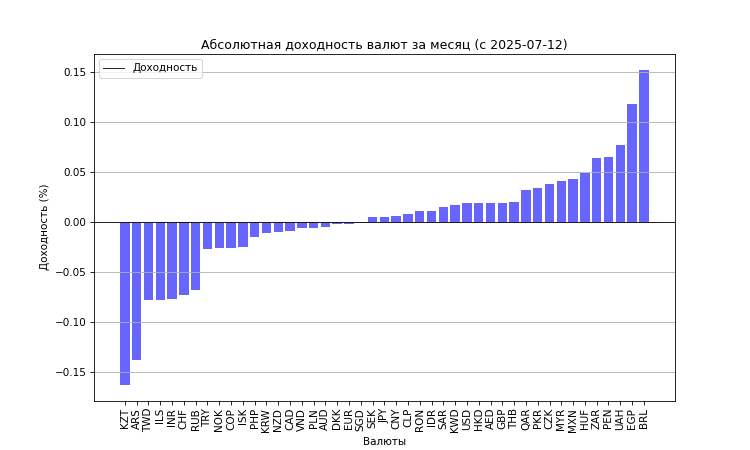 Абсолютная доходность валют за месяц (с 2025-07-12)
Доходность
0.15
0.10
0.05
0.00
−0.05
−0.10
−0.15
Доходность (%)
KZT ARS TWD ILS INR CHF RUB TRY NOK COP ISK PHP KRW NZD CAD VND PLN AUD DKK EUR SGD SEK JPY CNY CLP RON IDR SAR KWD USD HKD AED GBP THB QAR PKR CZK MYR MXN HUF ZAR PEN UAH EGP BRL
Валюты